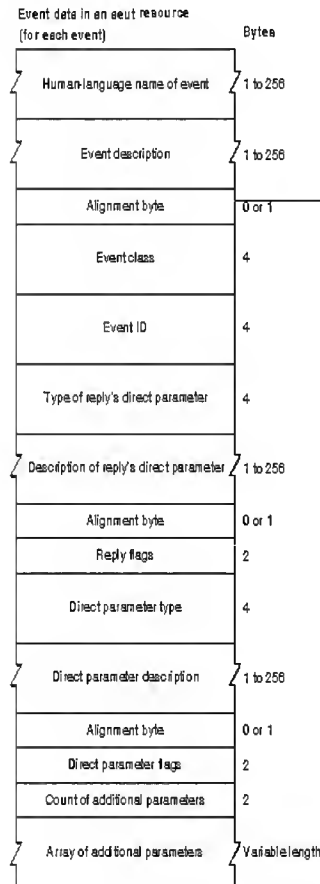 Event data in an aeut resource
(for each event) Bytes
Human-language name of event 1 to 256
Event description 1 to 256
Alignment byte 0 or 1
Event class 4
Event ID 4
Type of reply's direct parameter 4
Description of reply's direct parameter 1 to 256
Alignment byte 0 or 1
Reply flags 2
Direct parameter type 4
Direct parameter description 1 to 256
Alignment byte 0 or 1
Direct parameter flags 2
Count of additional parameters 2
Array of additional parameters Variable length